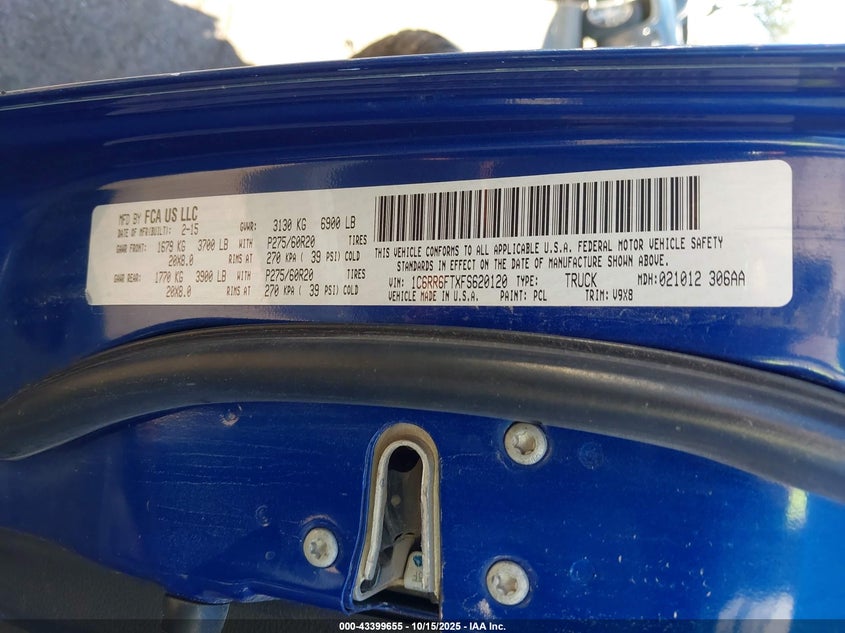 MFD BY FCA US LLC
DATE OF MFR(BUILT): 2-15 GVWR: 3130 KG 6900 LB
GAWR FRONT: 1679 KG 3700 LB WITH P275/60R20 TIRES
20X8.0 RIMS AT 270 KPA ( 39 PSI) COLD
GAWR REAR: 1770 KG 3900 LB WITH P275/60R20 TIRES
20X8.0 RIMS AT 270 KPA ( 39 PSI) COLD
THIS VEHICLE CONFORMS TO ALL APPLICABLE U.S.A. FEDERAL MOTOR VEHICLE SAFETY
STANDARDS IN EFFECT ON THE DATE OF MANUFACTURE SHOWN ABOVE.
VIN: 1C6RR6FTXFS620120 TYPE: TRUCK MDH:021012 306AA
VEHICLE MADE IN U.S.A. PAINT: PCL TRIM: V9X8
000-43399655 - 10/15/2025 - IAA Inc.